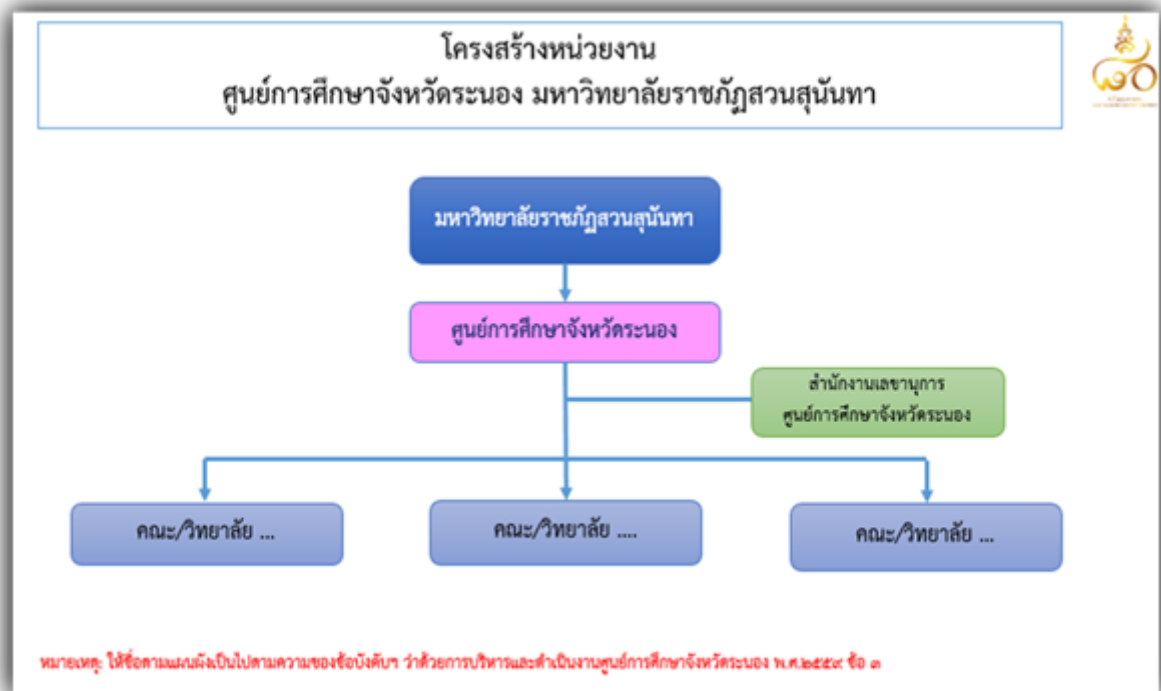 โครงสร้างหน่วยงาน
ศูนย์การศึกษาจังหวัดระนอง มหาวิทยาลัยราชภัฏสวนสุนันทา
มหาวิทยาลัยราชภัฏสวนสุนันทา
ศูนย์การศึกษาจังหวัดระนอง
สำนักงานเลขานุการ
ศูนย์การศึกษาจังหวัดระนอง
คณะ/วิทยาลัย ...
คณะ/วิทยาลัย ....
คณะ/วิทยาลัย ...
หมายเหตุ: ให้ชื่อตามแผนผังเป็นไปตามความของข้อบังคับฯ ว่าด้วยการบริหารและดำเนินงานศูนย์การศึกษาจังหวัดระนอง พ.ศ.๒๕๕๙ ข้อ ๓